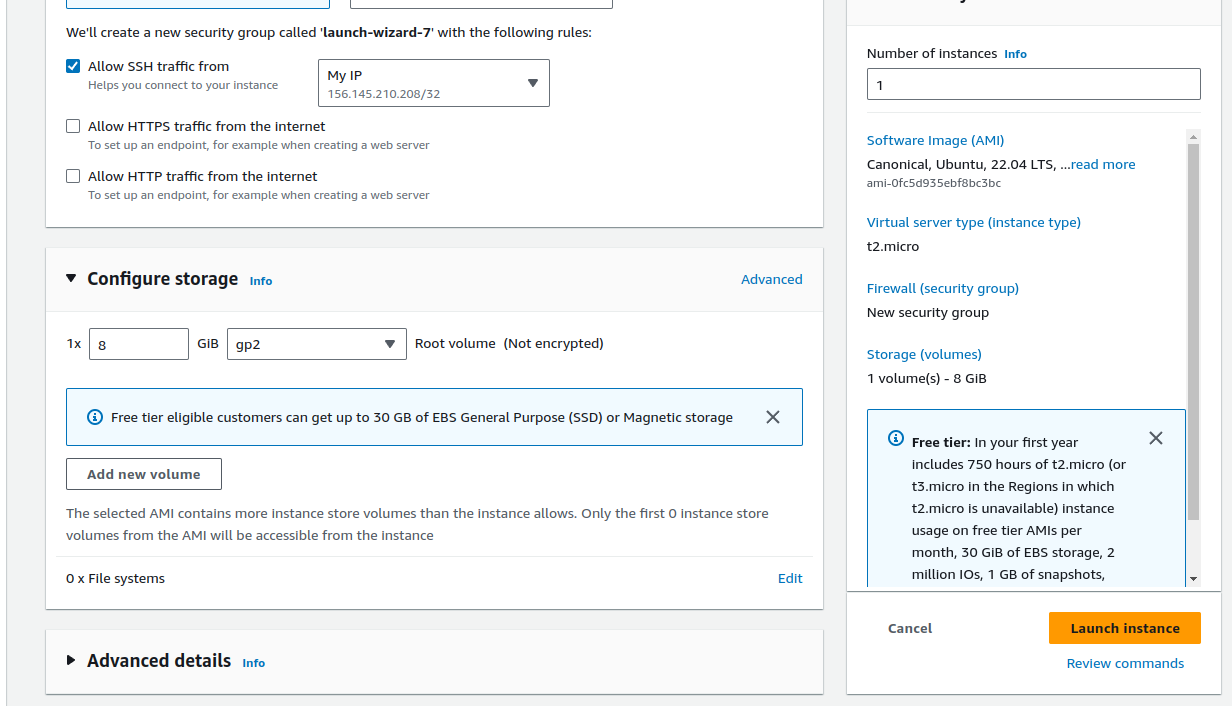 We'll create a new security group called 'launch-wizard-7' with the following rules:
Allow SSH traffic from
Helps you connect to your instance
My IP
156.145.210.208/32
Allow HTTPS traffic from the internet
To set up an endpoint, for example when creating a web server
Allow HTTP traffic from the internet
To set up an endpoint, for example when creating a web server
Configure storage Info
Advanced
1x 8 GiB gp2 Root volume (Not encrypted)
Free tier eligible customers can get up to 30 GB of EBS General Purpose (SSD) or Magnetic storage
Add new volume
The selected AMI contains more instance store volumes than the instance allows. Only the first 0 instance store
volumes from the AMI will be accessible from the instance
0 x File systems
Edit
Advanced details Info
Number of instances Info
1
Software Image (AMI)
Canonical, Ubuntu, 22.04 LTS, ...read more
ami-0fc5d935ebf8bc3bc
Virtual server type (instance type)
t2.micro
Firewall (security group)
New security group
Storage (volumes)
1 volume(s) - 8 GiB
Free tier: In your first year
includes 750 hours of t2.micro (or
t3.micro in the Regions in which
t2.micro is unavailable) instance
usage on free tier AMIs per
month, 30 GiB of EBS storage, 2
million IOs, 1 GB of snapshots,
Cancel
Launch instance
Review commands